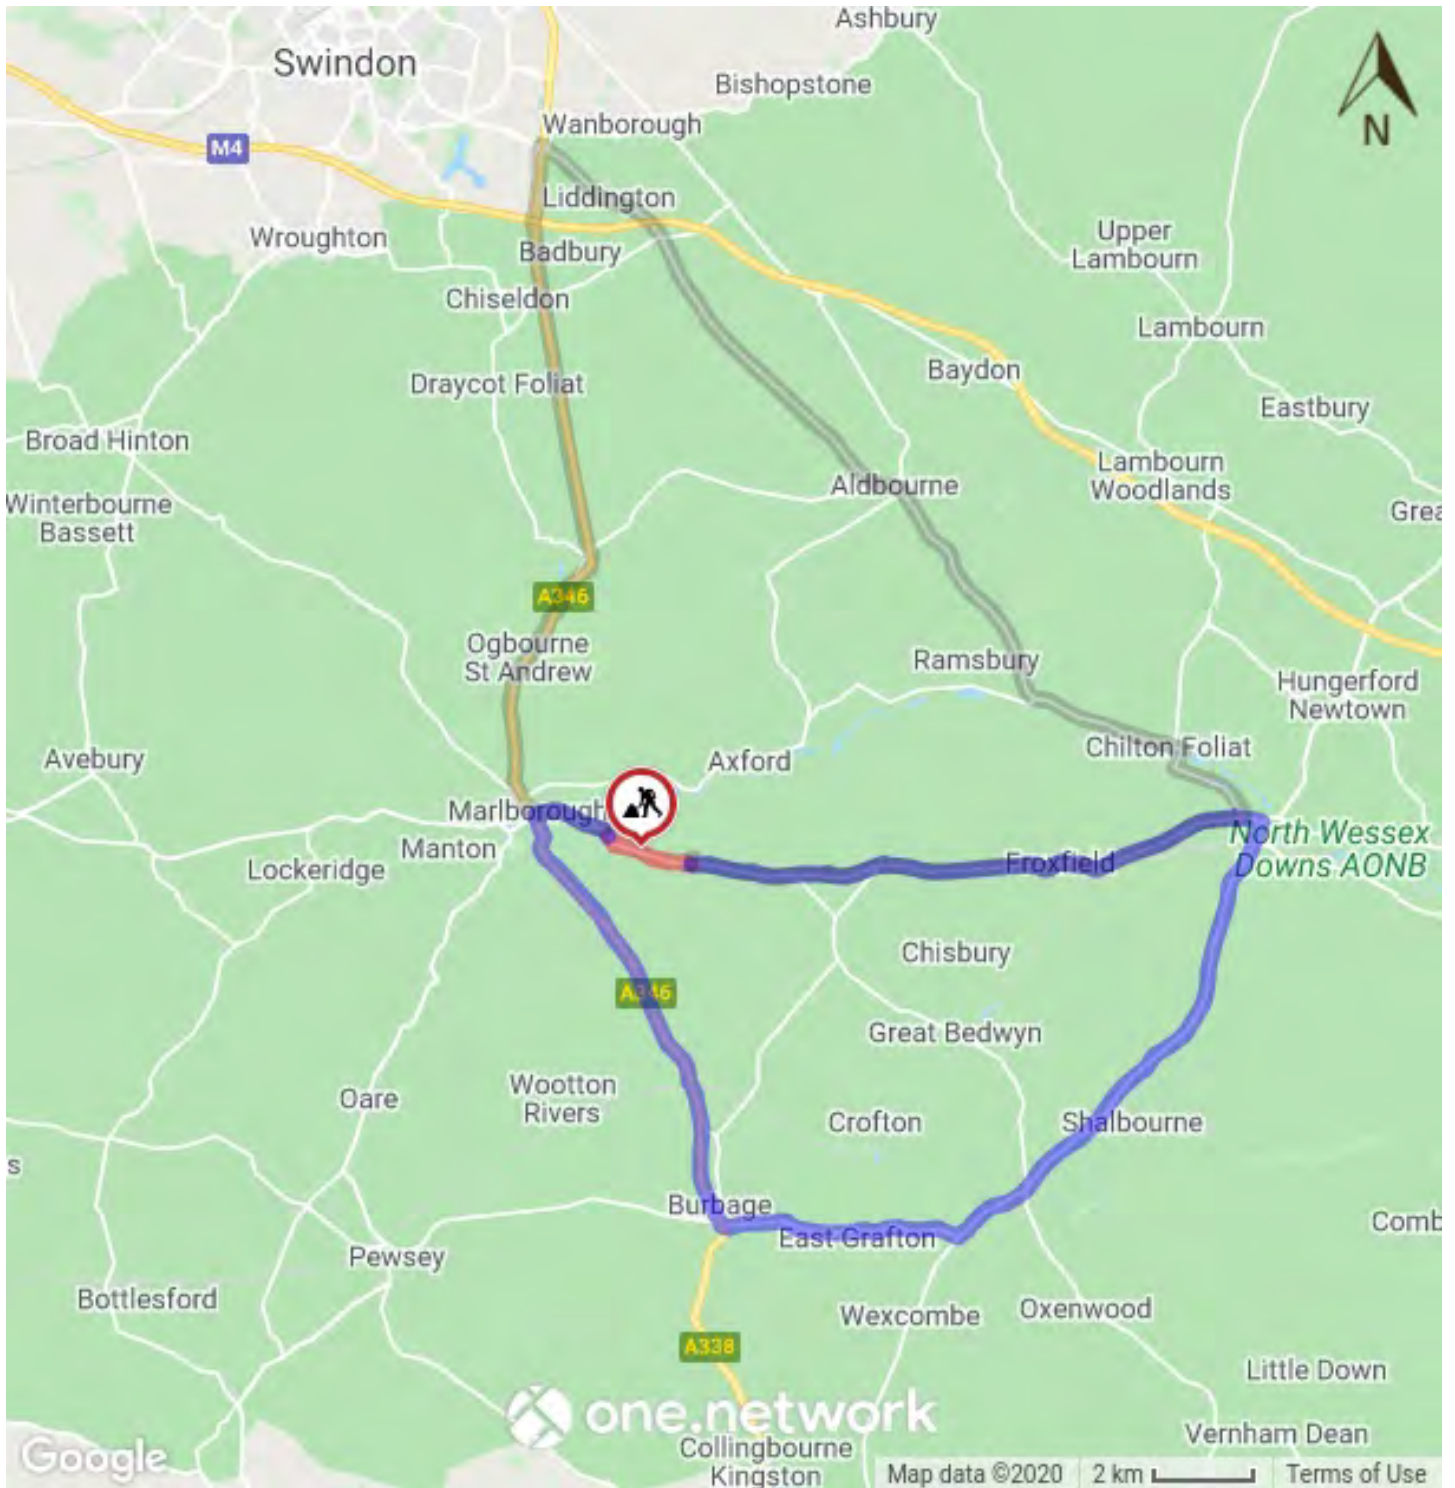 Ashbury
Swindon
Bishopstone
N
Wanborough
M4
Liddington
Wroughton
Badbury
Upper
Lambourn
Chiseldon
Lambourn
Draycot Foliat
Baydon
Eastbury
Broad Hinton
Lambourn
Woodlands
Winterbourne
Bassett
Aldbourne
Grea
A346
Ogbourne
St Andrew
Ramsbury
Hungerford
Newtown
Avebury
Axford
Chilton Foliat
Marlborough
Manton
Lockeridge
Froxfield
North Wessex
Downs AONB
Chisbury
A346
Great Bedwyn
Wootton
Rivers
Oare
Crofton
Shalbourne
s
Burbage
East Grafton
Comb
Pewsey
Bottlesford
Wexcombe
Oxenwood
A338
Little Down
one.network
Vernham Dean
Collingbourne
Kingston
Google
Map data ©2020
2 km
Terms of Use